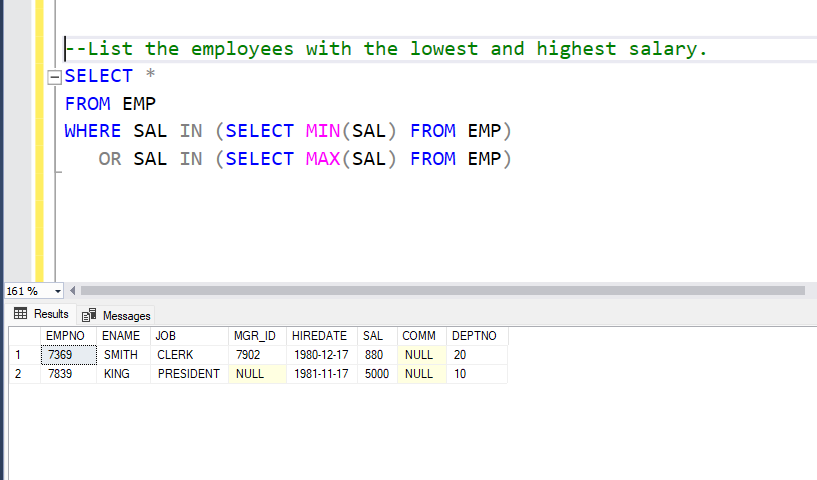 --List the employees with the lowest and highest salary.
SELECT *
FROM EMP
WHERE SAL IN (SELECT MIN(SAL) FROM EMP)
OR SAL IN (SELECT MAX(SAL) FROM EMP)
161 %
Results Messages
EMPNO ENAME JOB MGR_ID HIREDATE SAL COMM DEPTNO
1 7369 SMITH CLERK 7902 1980-12-17 880 NULL 20
2 7839 KING PRESIDENT NULL 1981-11-17 5000 NULL 10